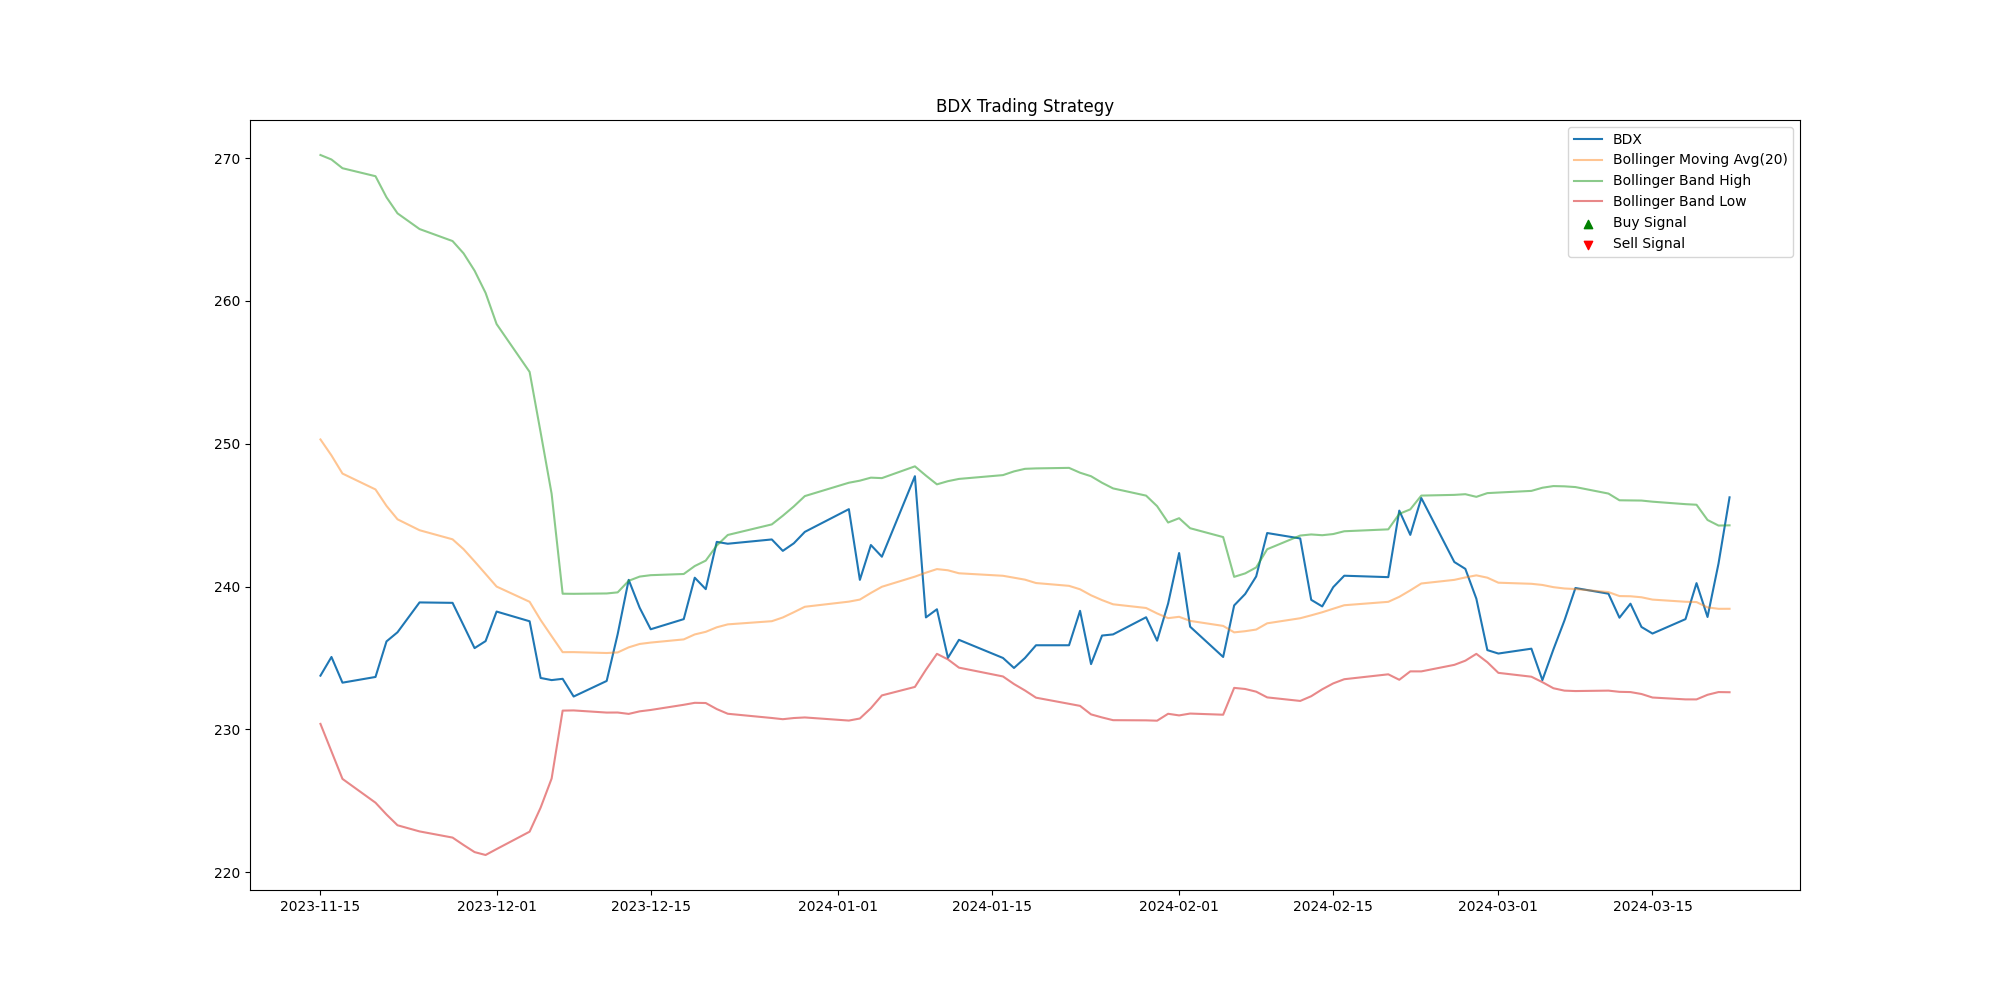 BDX Trading Strategy
BDX
Bollinger Moving Avg(20)
Bollinger Band High
Bollinger Band Low
Buy Signal
Sell Signal
270
260
250
240
230
220
2023-11-15
2023-12-01
2023-12-15
2024-01-01
2024-01-15
2024-02-01
2024-02-15
2024-03-01
2024-03-15